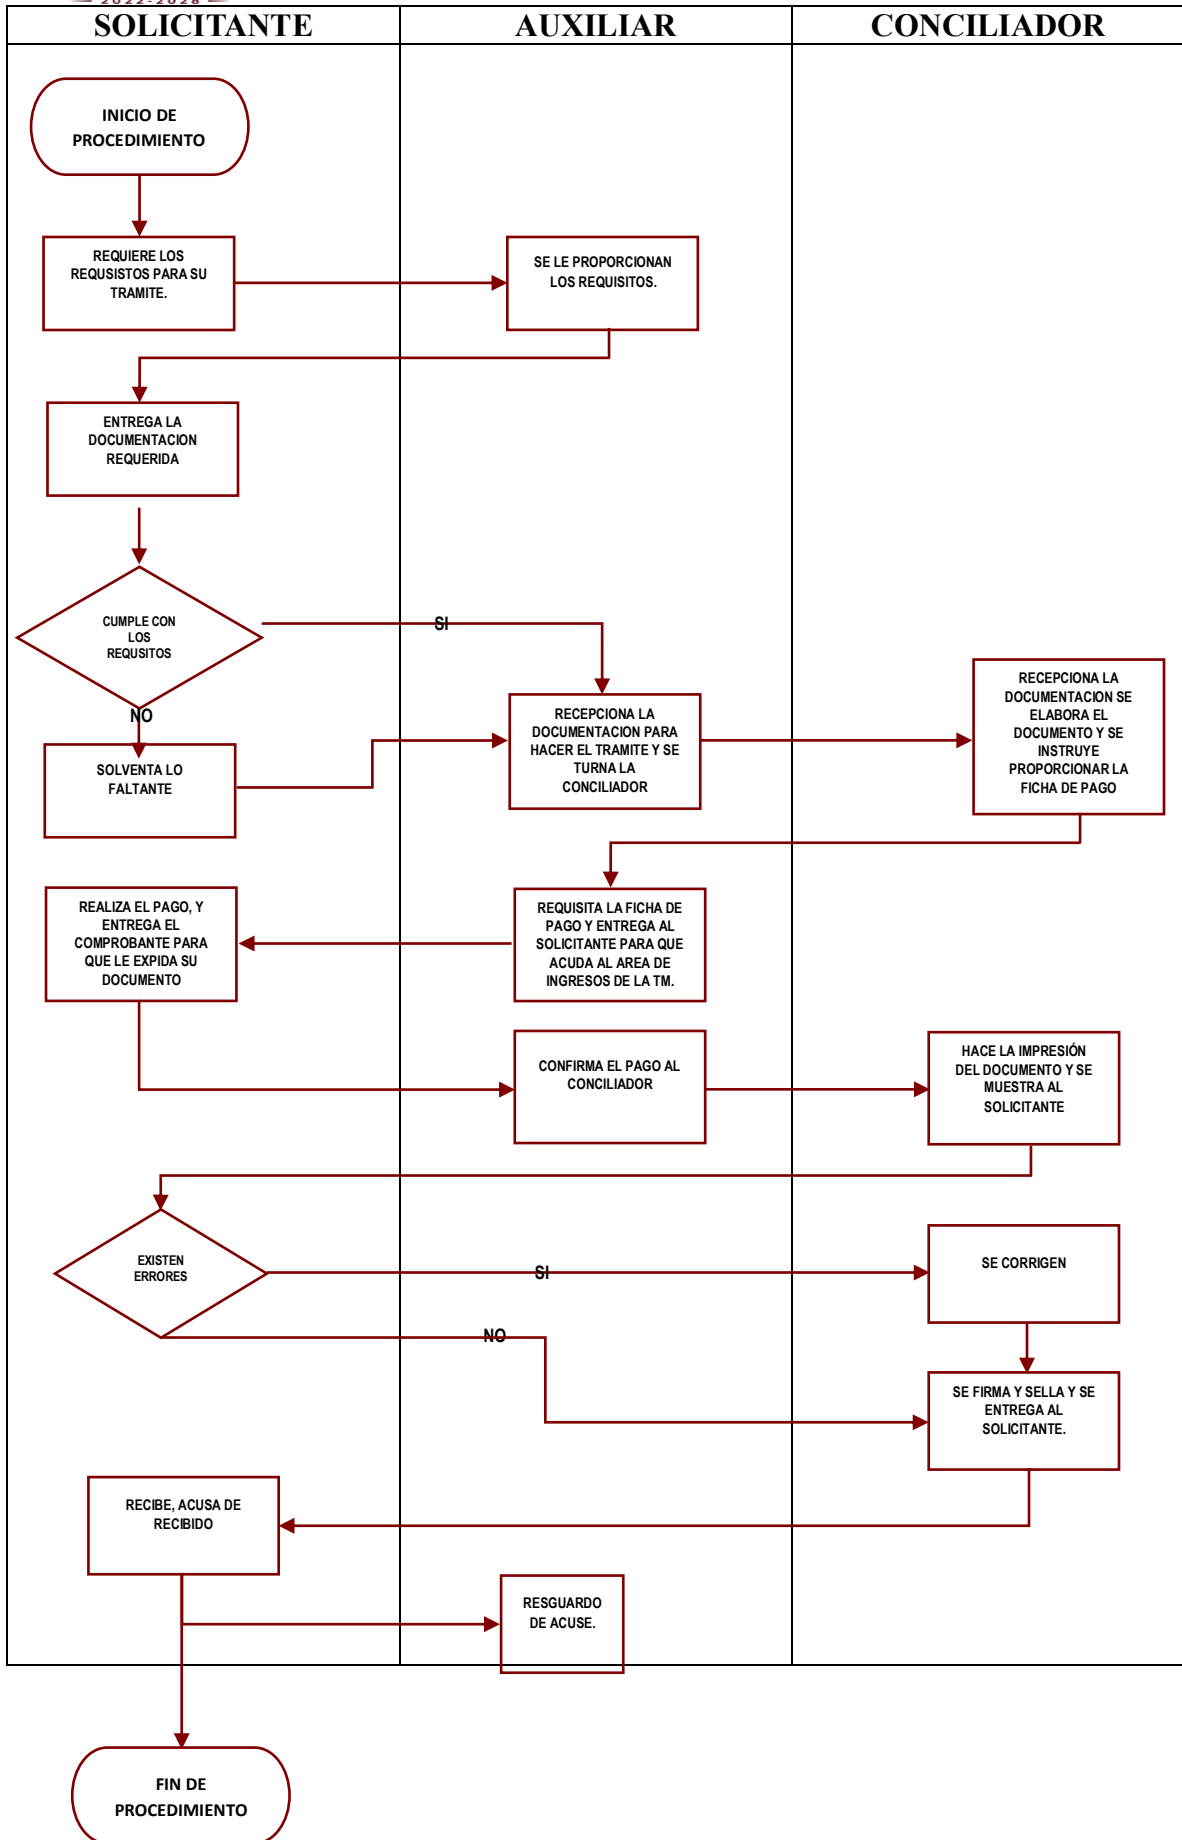 2022-2028
SOLICITANTE
AUXILIAR
CONCILIADOR
INICIO DE
PROCEDIMIENTO
REQUIERE LOS
REQUSISTOS PARA SU
TRAMITE.
SE LE PROPORCIONAN
LOS REQUISITOS.
ENTREGA LA
DOCUMENTACION
REQUERIDA
CUMPLE CON
LOS
REQUSITOS
SI
NO
RECEPCIONA LA
DOCUMENTACION PARA
HACER EL TRAMITE Y SE
TURNA LA
CONCILIADOR
RECEPCIONA LA
DOCUMENTACION SE
ELABORA EL
DOCUMENTO Y SE
INSTRUYE
PROPORCIONAR LA
FICHA DE PAGO
SOLVENTA LO
FALTANTE
REALIZA EL PAGO, Y
ENTREGA EL
COMPROBANTE PARA
QUE LE EXPIDA SU
DOCUMENTO
REQUISITA LA FICHA DE
PAGO Y ENTREGA AL
SOLICITANTE PARA QUE
ACUDA AL AREA DE
INGRESOS DE LA TM.
CONFIRMA EL PAGO AL
CONCILIADOR
HACE LA IMPRESIÓN
DEL DOCUMENTO Y SE
MUESTRA AL
SOLICITANTE
EXISTEN
ERRORES
SI
SE CORRIGEN
NO
SE FIRMA Y SELLA Y SE
ENTREGA AL
SOLICITANTE.
RECIBE, ACUSA DE
RECIBIDO
RESGUARDO
DE ACUSE.
FIN DE
PROCEDIMIENTO